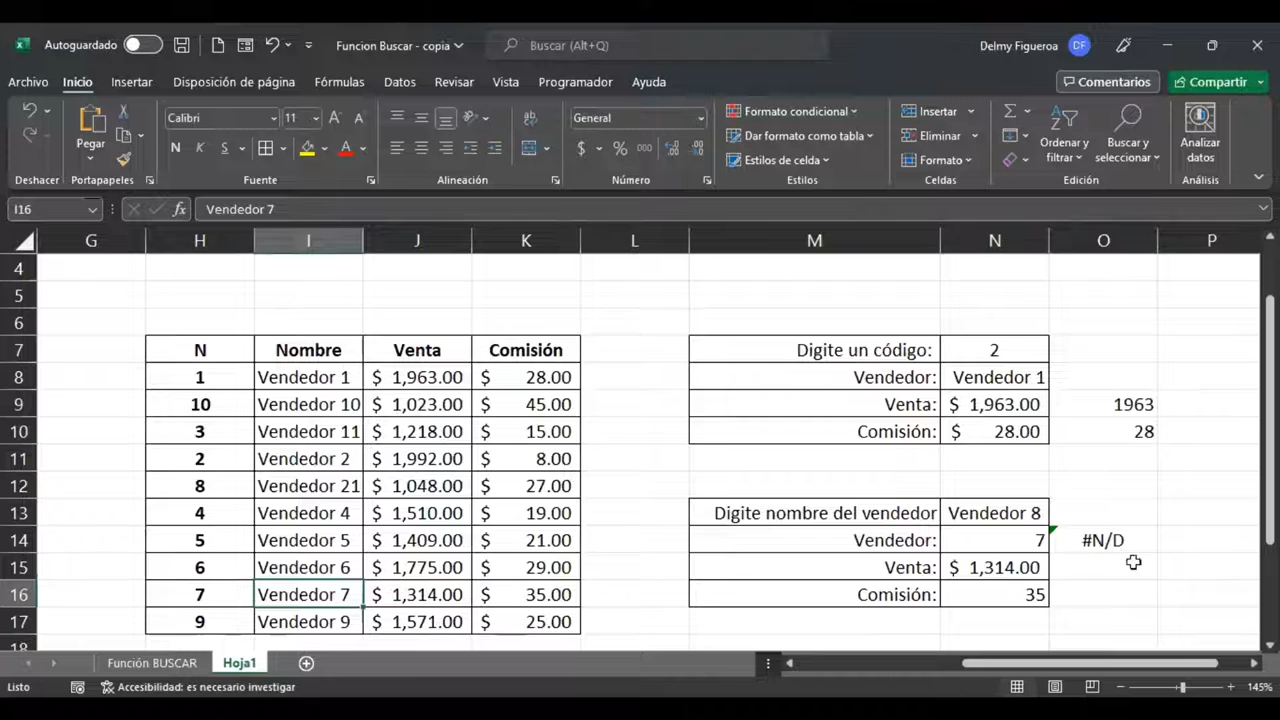 Autoguardado Funcion Buscar - copia Buscar (Alt+Q) Delmy Figueroa DF
Archivo Inicio Insertar Disposición de página Fórmulas Datos Revisar Vista Programador Ayuda Comentarios Compartir
Pegar
Calibri 11 A A
N K S A
ab
General
$ % 000
Formato condicional
Dar formato como tabla
Estilos de celda
Insertar
Eliminar
Formato
Ordenar y filtrar
Buscar y seleccionar
Analizar datos
Deshacer Portapapeles Fuente Alineación Número Estilos Celdas Edición Análisis
I16 fx Vendedor 7
G H I J K L M N O P
4
5
6
7 N Nombre Venta Comisión Digite un código: 2
8 1 Vendedor 1 $ 1,963.00 $ 28.00 Vendedor: Vendedor 1
9 10 Vendedor 10 $ 1,023.00 $ 45.00 Venta: $ 1,963.00 1963
10 3 Vendedor 11 $ 1,218.00 $ 15.00 Comisión: $ 28.00 28
11 2 Vendedor 2 $ 1,992.00 $ 8.00
12 8 Vendedor 21 $ 1,048.00 $ 27.00
13 4 Vendedor 4 $ 1,510.00 $ 19.00 Digite nombre del vendedor Vendedor 8
14 5 Vendedor 5 $ 1,409.00 $ 21.00 Vendedor: 7 #N/D
15 6 Vendedor 6 $ 1,775.00 $ 29.00 Venta: $ 1,314.00
16 7 Vendedor 7 $ 1,314.00 $ 35.00 Comisión: 35
17 9 Vendedor 9 $ 1,571.00 $ 25.00
18
Función BUSCAR Hoja1
Listo Accesibilidad: es necesario investigar 145%